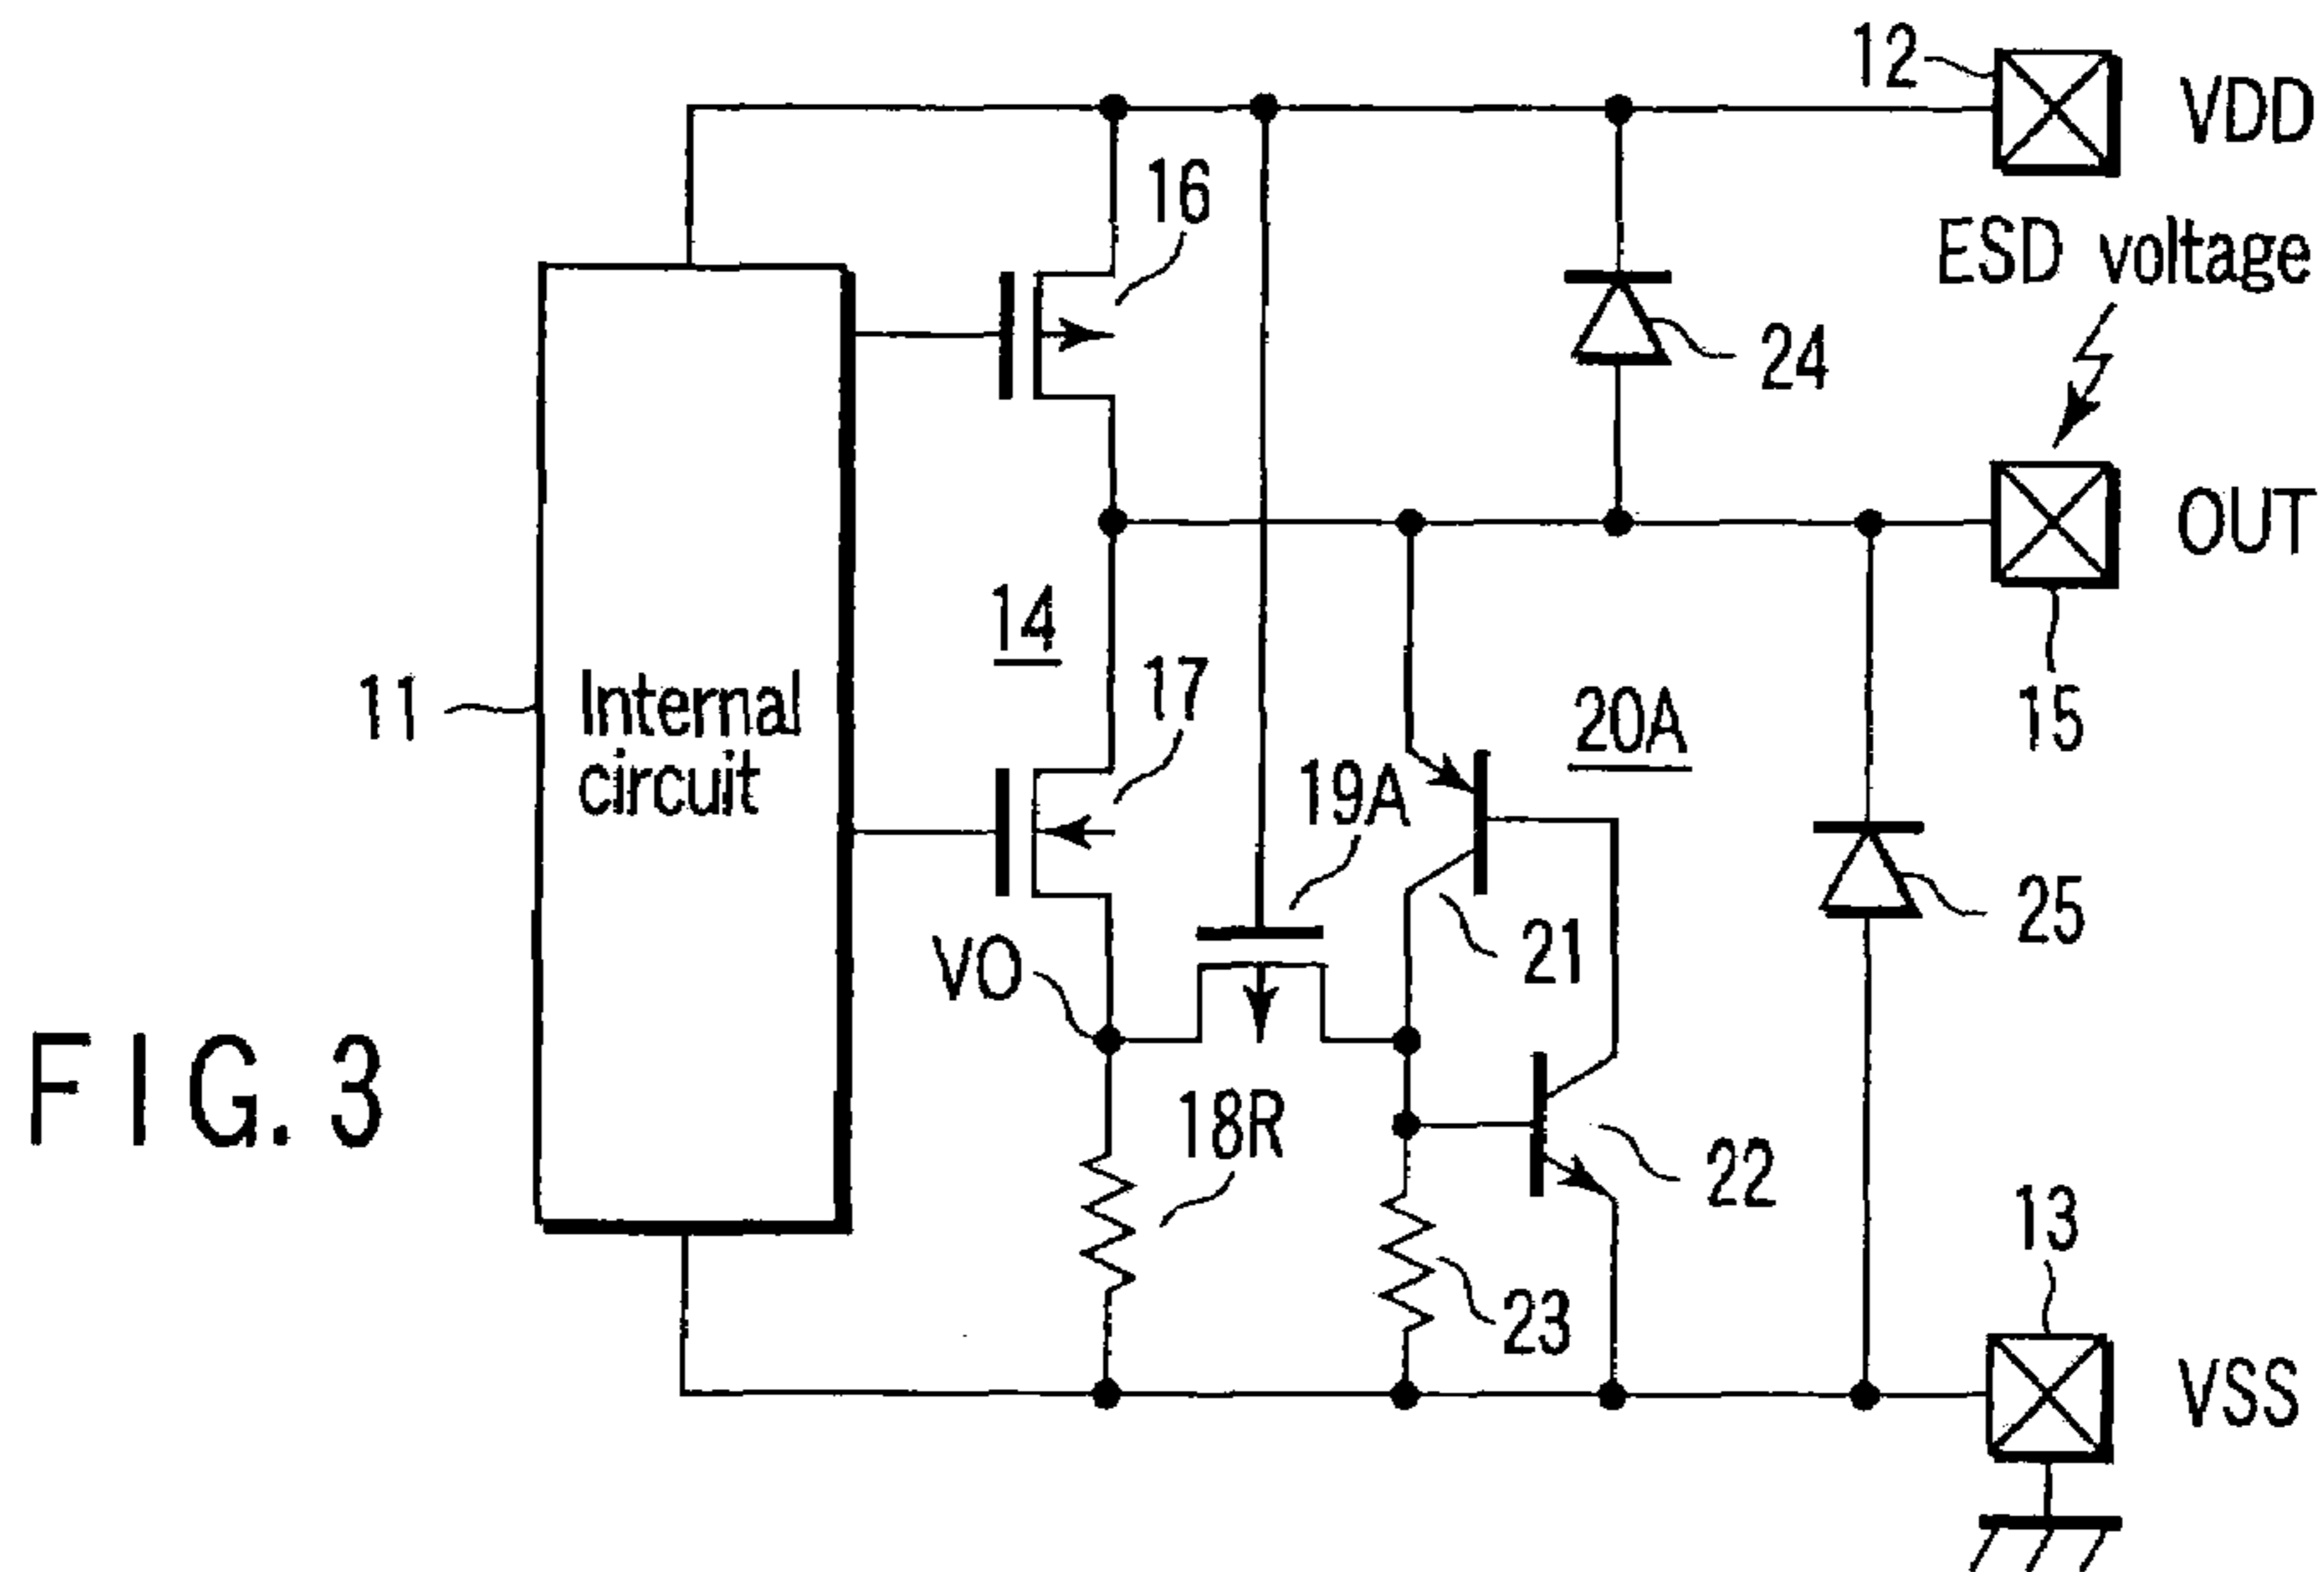 12
VDD
16
ESD voltage
24
OUT
14
17
15
11
Internal
circuit
20A
19A
25
21
VO
FIG. 3
18R
22
13
23
VSS